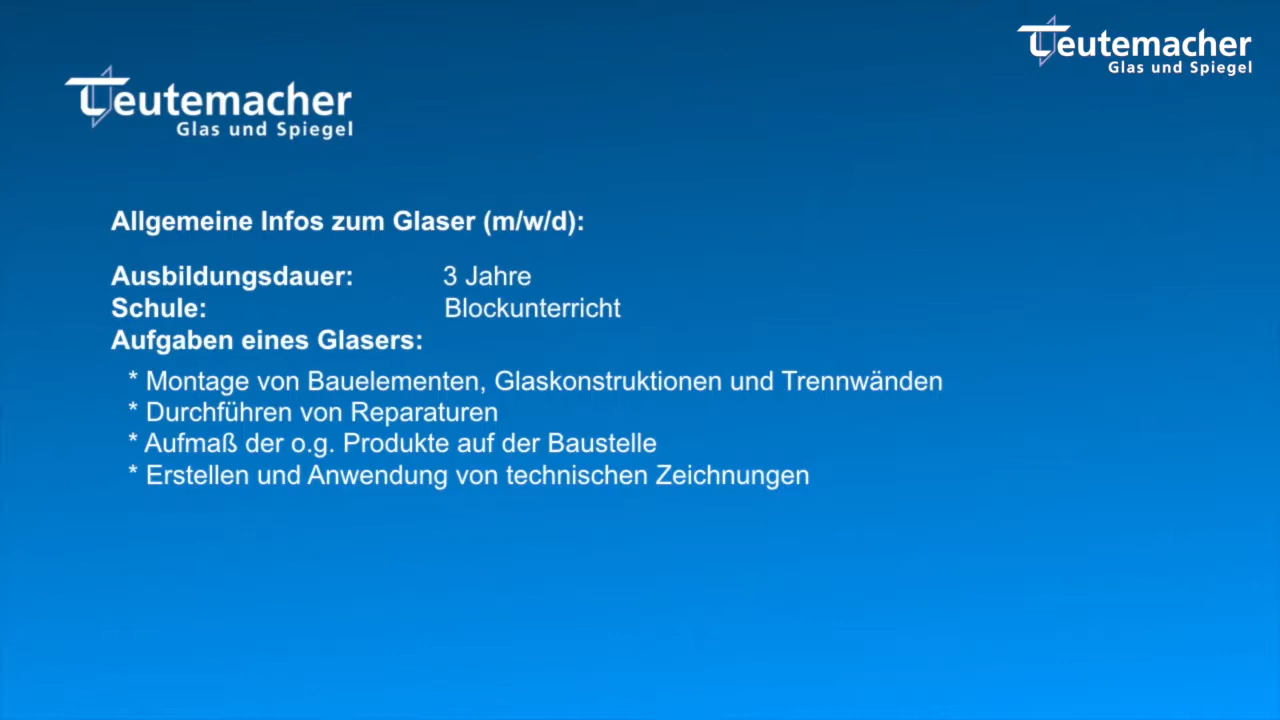 Teutemacher
Glas und Spiegel
Teutemacher
Glas und Spiegel
Allgemeine Infos zum Glaser (m/w/d):
Ausbildungsdauer: 3 Jahre
Schule: Blockunterricht
Aufgaben eines Glasers:
* Montage von Bauelementen, Glaskonstruktionen und Trennwänden
* Durchführen von Reparaturen
* Aufmaß der o.g. Produkte auf der Baustelle
* Erstellen und Anwendung von technischen Zeichnungen